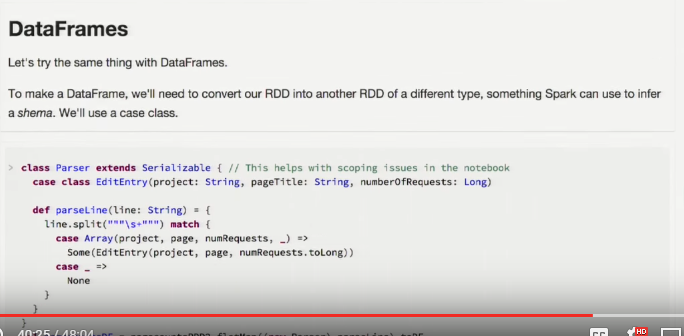 DataFrames
Let's try the same thing with DataFrames.
To make a DataFrame, we'll need to convert our RDD into another RDD of a different type, something Spark can use to infer
a shema. We'll use a case class.
> class Parser extends Serializable { // This helps with scoping issues in the notebook
case class EditEntry(project: String, pageTitle: String, numberOfRequests: Long)
def parseLine(line: String) = {
line.split("""\s+""") match {
case Array(project, page, numRequests, _) =>
Some(EditEntry(project, page, numRequests.toLong))
case _ =>
None
}
}
}
40:25 / 48:04
CC
HD